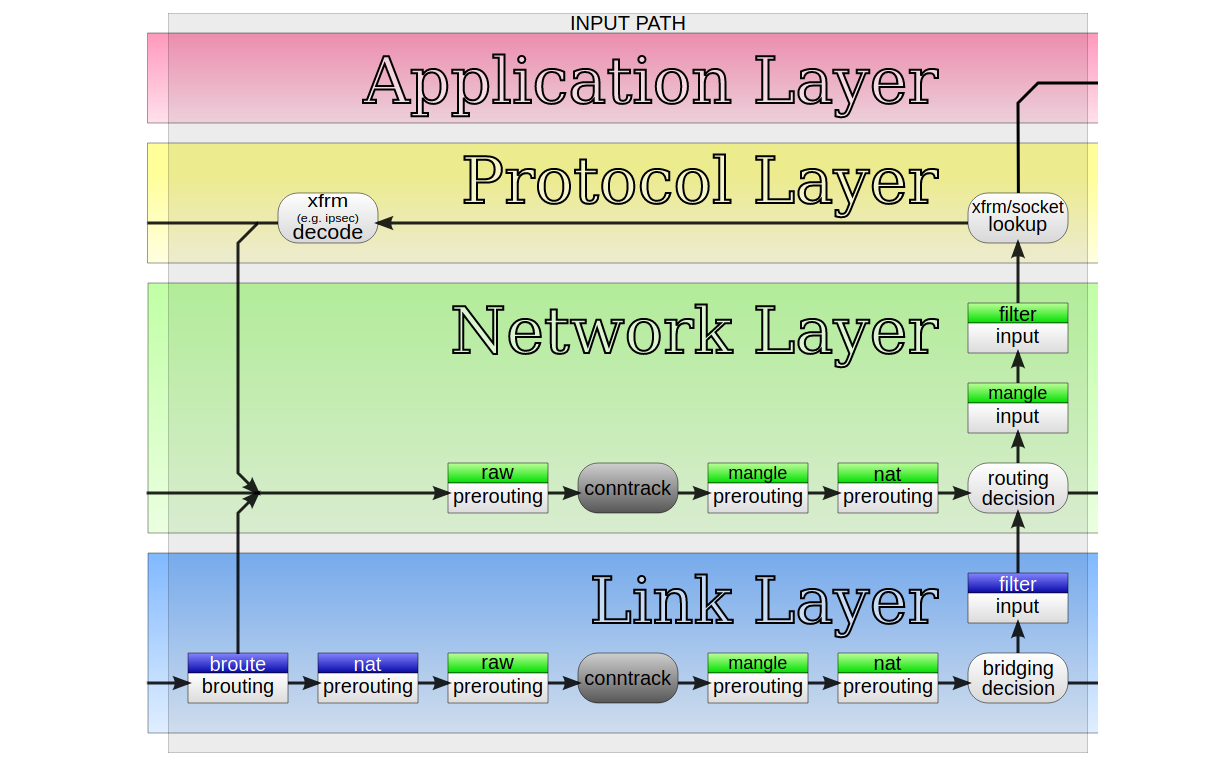 INPUT PATH
Application Layer
Protocol Layer
xfrm
(e.g. ipsec)
decode
xfrm/socket
lookup
Network Layer
filter
input
mangle
input
raw
prerouting
conntrack
mangle
prerouting
nat
prerouting
routing
decision
Link Layer
filter
input
broute
brouting
nat
prerouting
raw
prerouting
conntrack
mangle
prerouting
nat
prerouting
bridging
decision